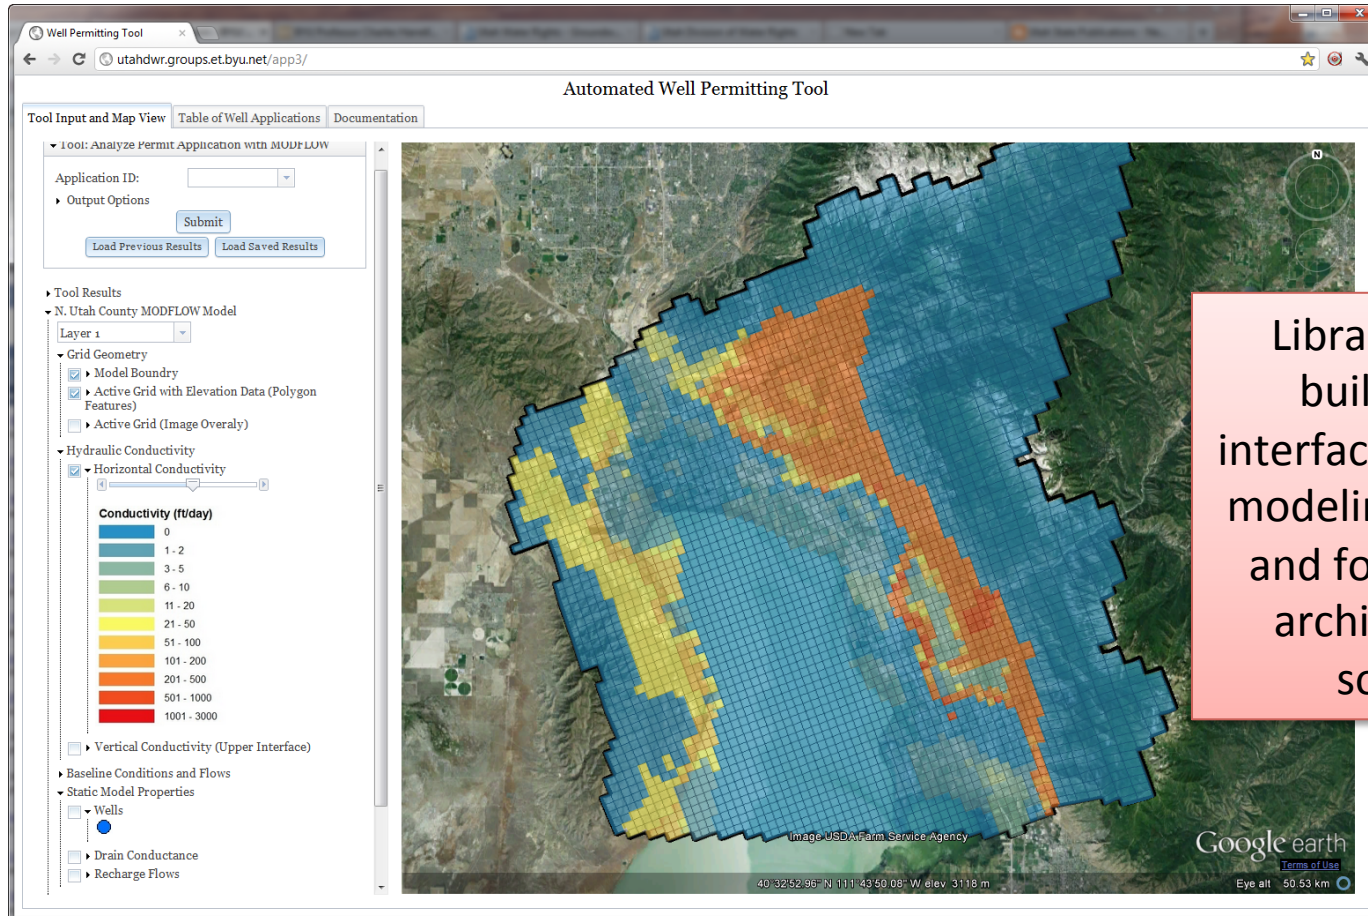 Well Permitting Tool
utahdwr.groups.et.byu.net/app3/
Automated Well Permitting Tool
Tool Input and Map View
Table of Well Applications
Documentation
Tool: Analyze Permit Application with MODFLOW
Application ID:
Output Options
Submit
Load Previous Results
Load Saved Results
Tool Results
N. Utah County MODFLOW Model
Layer 1
Grid Geometry
Model Boundry
Active Grid with Elevation Data (Polygon
Features)
Active Grid (Image Overaly)
Hydraulic Conductivity
Horizontal Conductivity
Conductivity (ft/day)
0
1 - 2
3 - 5
6 - 10
11 - 20
21 - 50
51 - 100
101 - 200
201 - 500
501 - 1000
1001 - 3000
Vertical Conductivity (Upper Interface)
Baseline Conditions and Flows
Static Model Properties
Wells
Drain Conductance
Recharge Flows
N
Image USDA Farm Service Agency
Google earth
Terms of Use
40°32'52.96" N 111°43'50.08" W elev 3118 m
Eye alt 50.53 km
Libra
buil
interfac
modelin
and fo
archi
sc